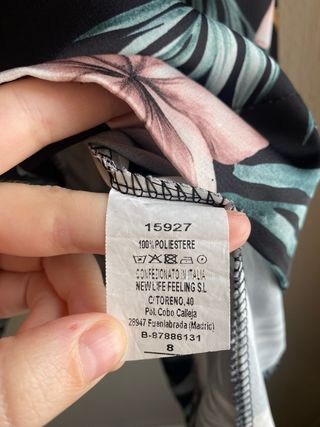 15927
100% POLIESTERE
CONFEZIONATO IN ITALIA
NEW LIFE FEELING S.L
C/TORENO, 40
Pol. Cobo Calleja
28947 Fuenlabrada (Madrid)
B-87886131
8